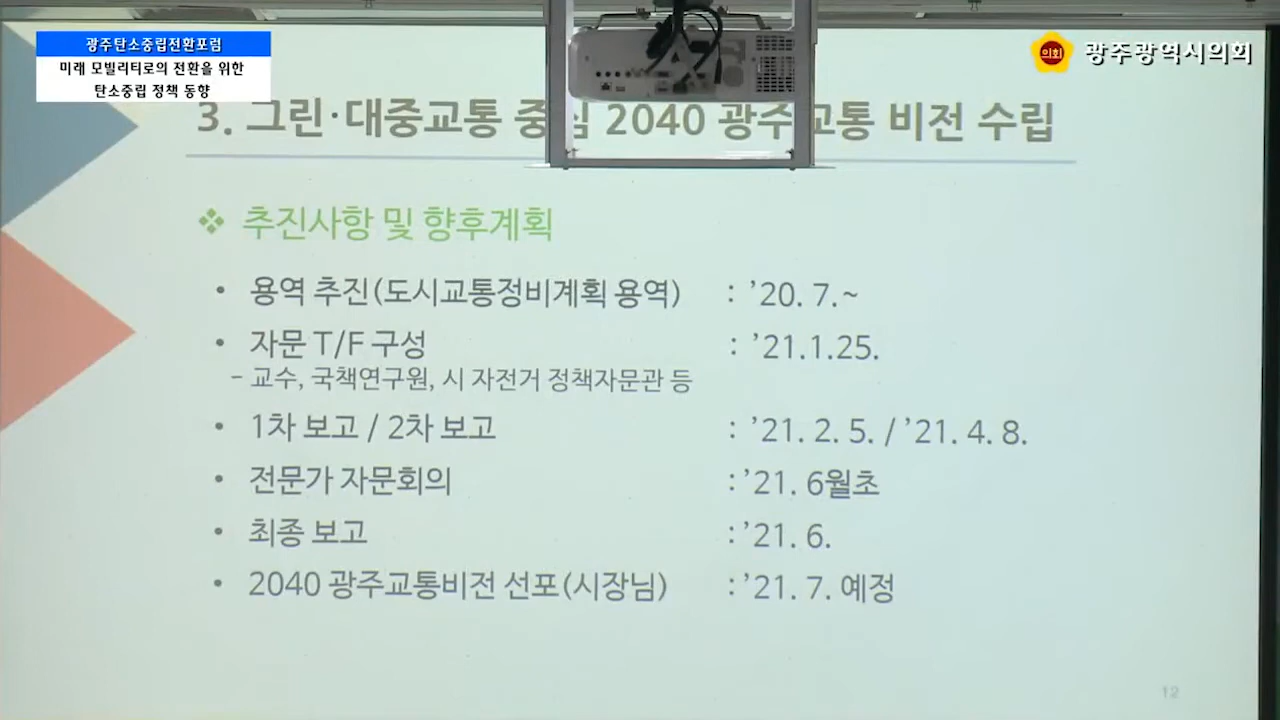 광주탄소중립전환포럼
미래 모빌리티로의 전환을 위한
탄소중립 정책 동향
의회 광주광역시의회
3. 그린·대중교통 중심 2040 광주교통 비전 수립
❖ 추진사항 및 향후계획
• 용역 추진(도시교통정비계획 용역) : ’20. 7.~
• 자문 T/F 구성 : ’21.1.25.
- 교수, 국책연구원, 시 자전거 정책자문관 등
• 1차 보고 / 2차 보고 : ’21. 2. 5. / ’21. 4. 8.
• 전문가 자문회의 :’21. 6월초
• 최종 보고 :’21. 6.
• 2040 광주교통비전 선포(시장님) :’21. 7. 예정
12